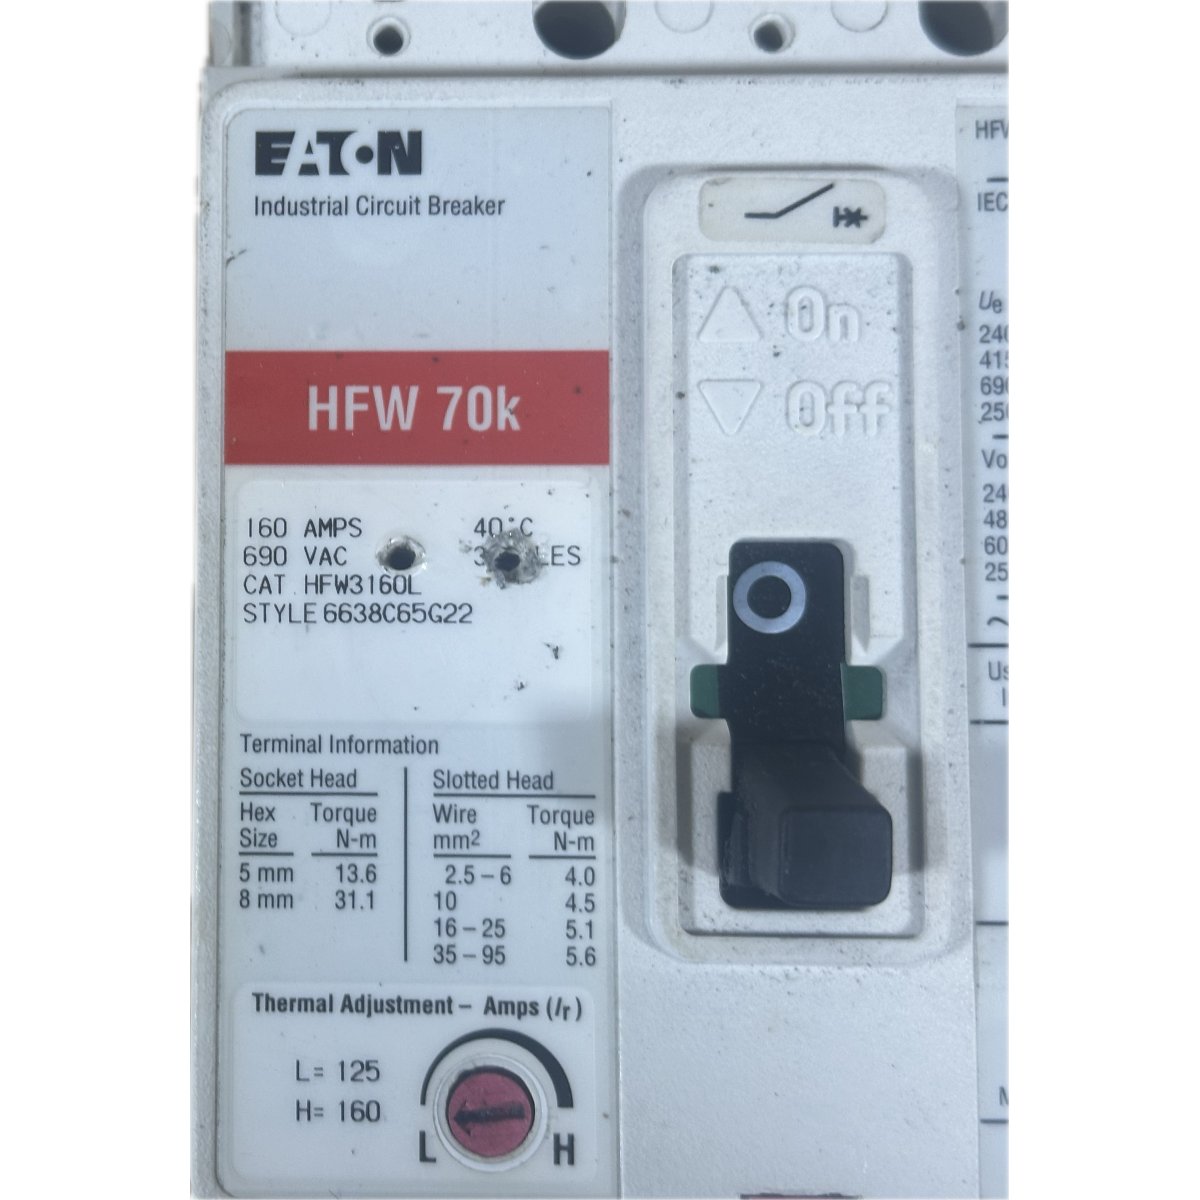 EATON
Industrial Circuit Breaker
HFW 70k
160 AMPS 40°C
690 VAC
CAT HFW3160L
STYLE 6638C65G22
Terminal Information
Socket Head
Hex Size Torque N-m
5 mm 13.6
8 mm 31.1
Slotted Head
Wire mm2 Torque N-m
2.5 – 6 4.0
10 4.5
16 – 25 5.1
35 – 95 5.6
Thermal Adjustment – Amps (Ir)
L= 125
H= 160
L H
On
Off
IEC
Ue